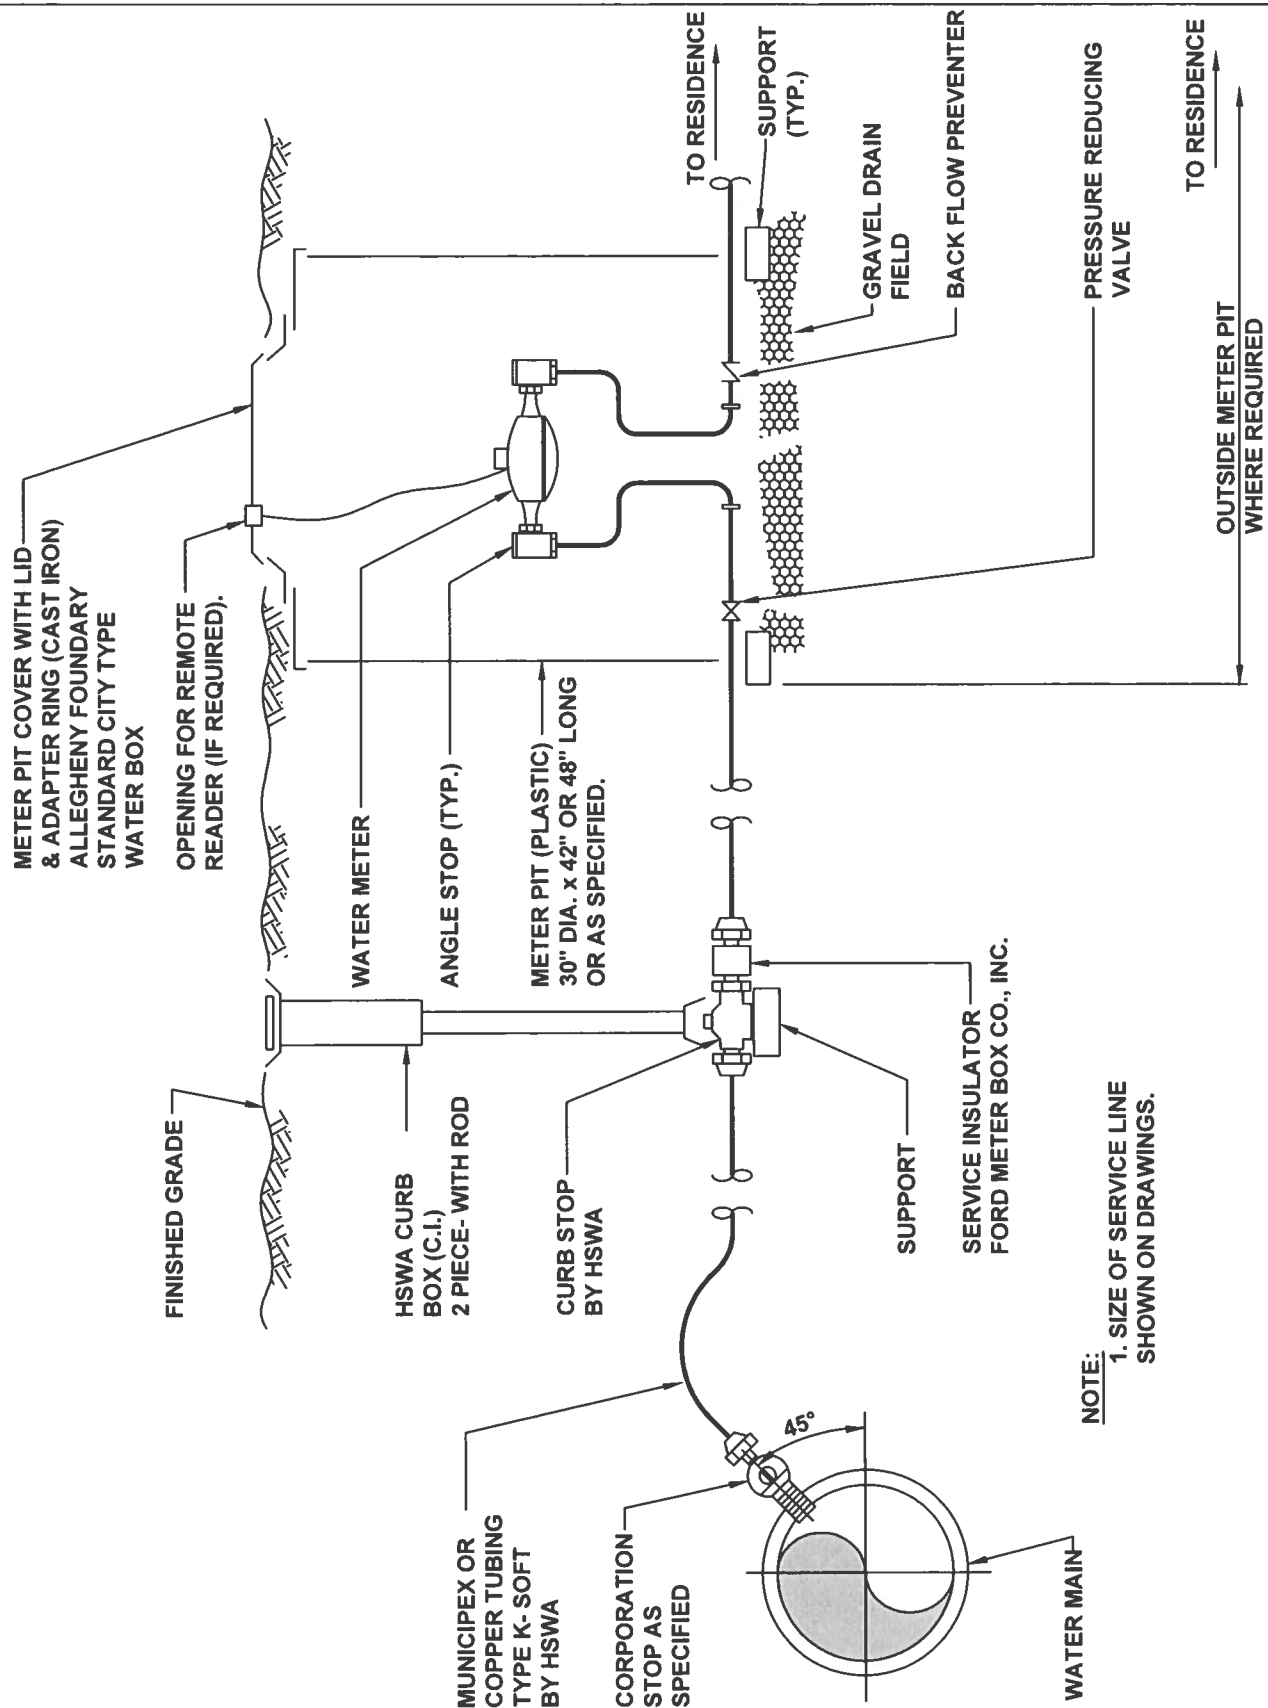 METER PIT COVER WITH LID
& ADAPTER RING (CAST IRON)
ALLEGHENY FOUNDARY
STANDARD CITY TYPE
WATER BOX
OPENING FOR REMOTE
READER (IF REQUIRED).
FINISHED GRADE
WATER METER
ANGLE STOP (TYP.)
METER PIT (PLASTIC)
30" DIA. x 42" OR 48" LONG
OR AS SPECIFIED.
HSWA CURB
BOX (C.I.)
2 PIECE- WITH ROD
CURB STOP
BY HSWA
MUNICIPEX OR
COPPER TUBING
TYPE K- SOFT
BY HSWA
CORPORATION
STOP AS
SPECIFIED
45°
WATER MAIN
SUPPORT
SERVICE INSULATOR
FORD METER BOX CO., INC.
TO RESIDENCE
SUPPORT
(TYP.)
GRAVEL DRAIN
FIELD
BACK FLOW PREVENTER
PRESSURE REDUCING
VALVE
TO RESIDENCE
OUTSIDE METER PIT
WHERE REQUIRED
NOTE:
1. SIZE OF SERVICE LINE
SHOWN ON DRAWINGS.